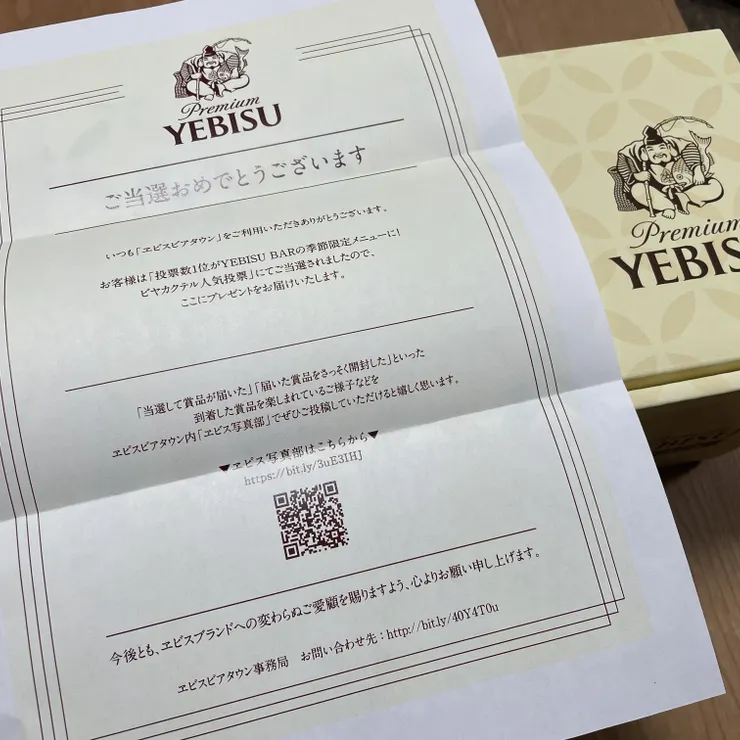 Premium
YEBISU
ご当選おめでとうございます
いつも「ヱビスビアタウン」をご利用いただきありがとうございます。
お客様は「投票数1位がYEBISU BARの季節限定メニューに!
ビヤカクテル人気投票」にてご当選されましたので、
ここにプレゼントをお届けいたします。
「当選して賞品が届いた」「届いた賞品をさっそく開封した」といった
到着した賞品を楽しまれているご様子などを
ヱビスビアタウン内「ヱビス写真部」でぜひご投稿していただけると嬉しく思います。
▼ヱビス写真部はこちらから▼
https://bit.ly/3uE3IHJ
今後とも、ヱビスブランドへの変わらぬご愛顧を賜りますよう、心よりお願い申し上げます。
ヱビスビアタウン事務局 お問い合わせ先:http://bit.ly/40Y4T0u
Premium
YEBIS